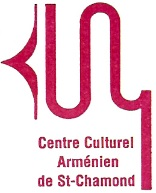 Centre Culturel
Arménien
de St-Chamond